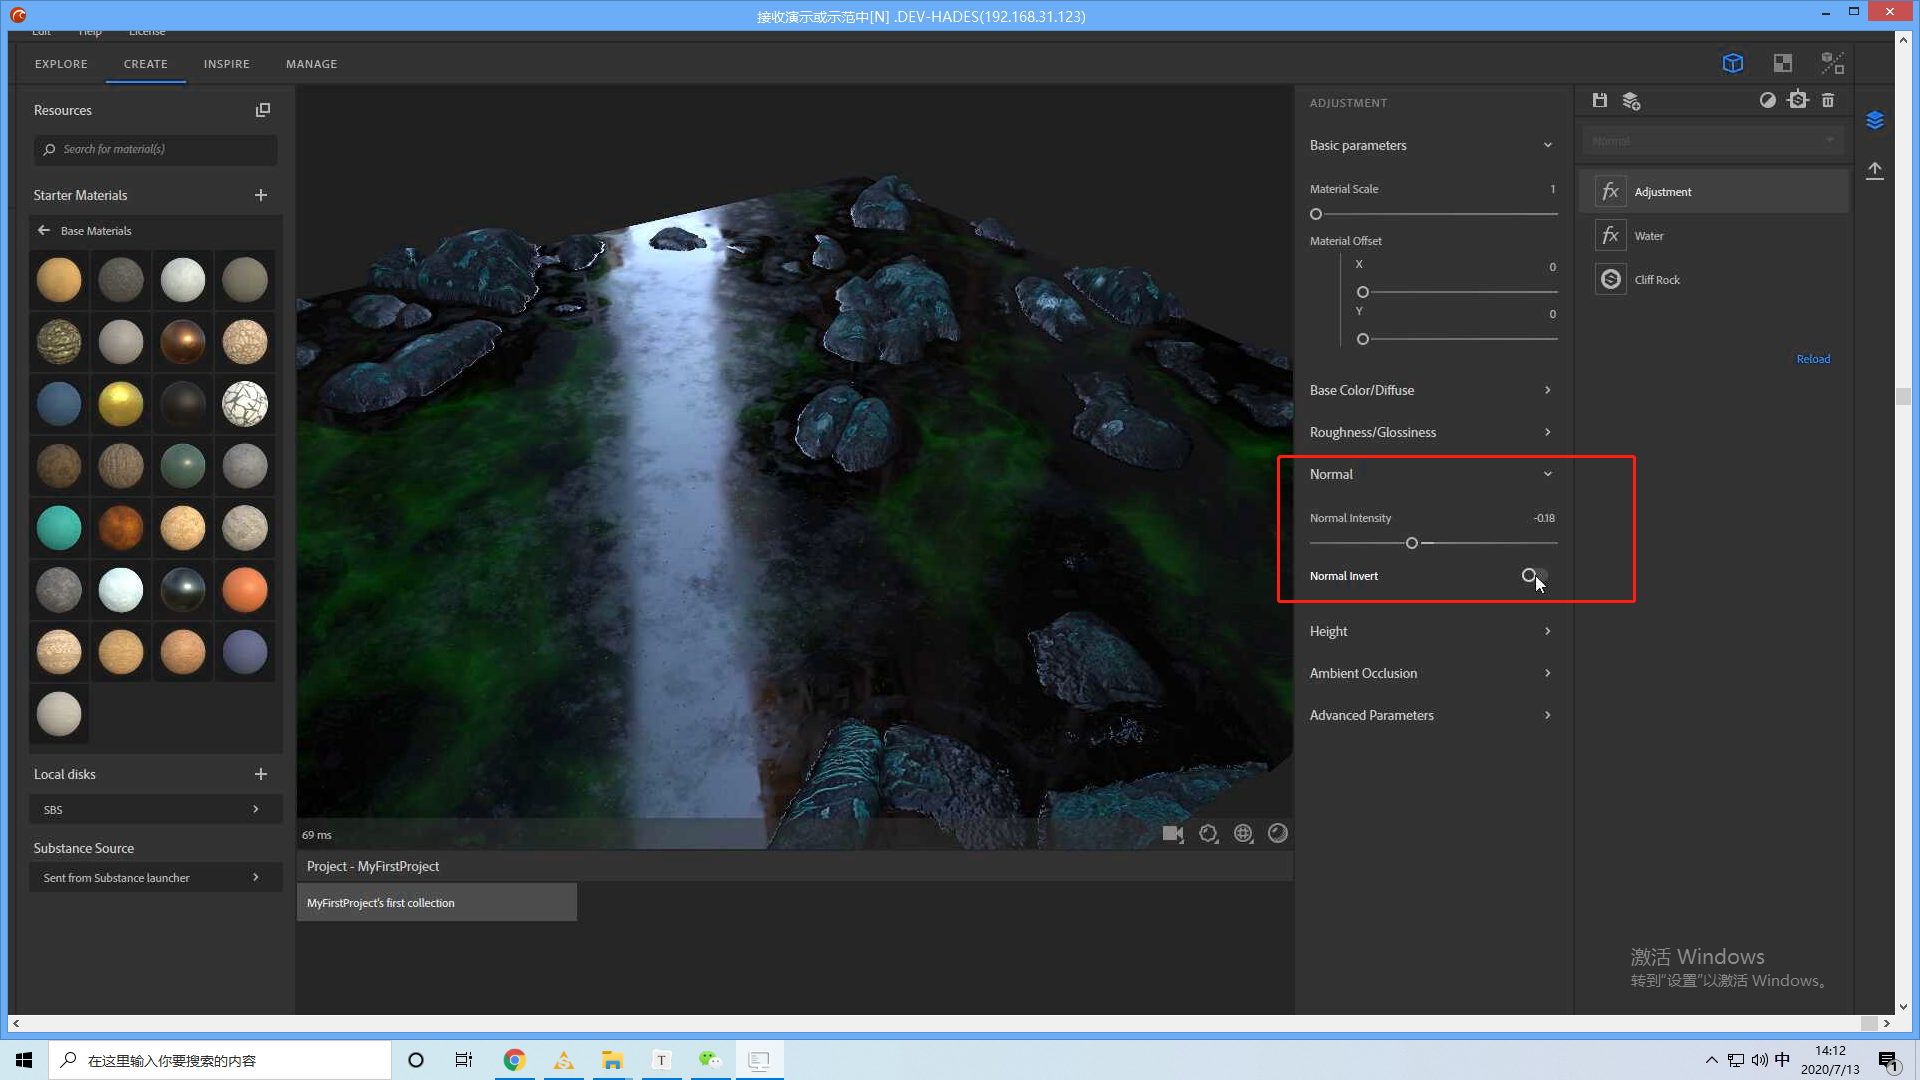 接收演示或示范中[N] .DEV-HADES(192.168.31.123)
Edit Help License
EXPLORE CREATE INSPIRE MANAGE
Resources
Search for material(s)
Starter Materials
Base Materials
Local disks
SBS
Substance Source
Sent from Substance launcher
69 ms
Project - MyFirstProject
MyFirstProject's first collection
ADJUSTMENT
Basic parameters
Material Scale 1
Material Offset
X 0
Y 0
Base Color/Diffuse
Roughness/Glossiness
Normal
Normal Intensity -0.18
Normal Invert
Height
Ambient Occlusion
Advanced Parameters
Normal
fx Adjustment
fx Water
Cliff Rock
Reload
激活 Windows
转到"设置"以激活 Windows。
在这里输入你要搜索的内容
T
中
14:12
2020/7/13
1